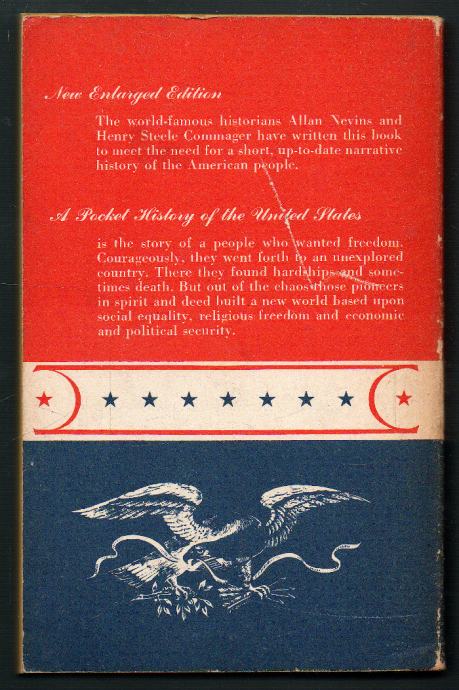 New Enlarged Edition
The world-famous historians Allan Nevins and
Henry Steele Commager have written this book
to meet the need for a short, up-to-date narrative
history of the American people.
A Pocket History of the United States
is the story of a people who wanted freedom.
Courageously, they went forth to an unexplored
country. There they found hardships and some-
times death. But out of the chaos those pioneers
in spirit and deed built a new world based upon
social equality, religious freedom and economic
and political security.